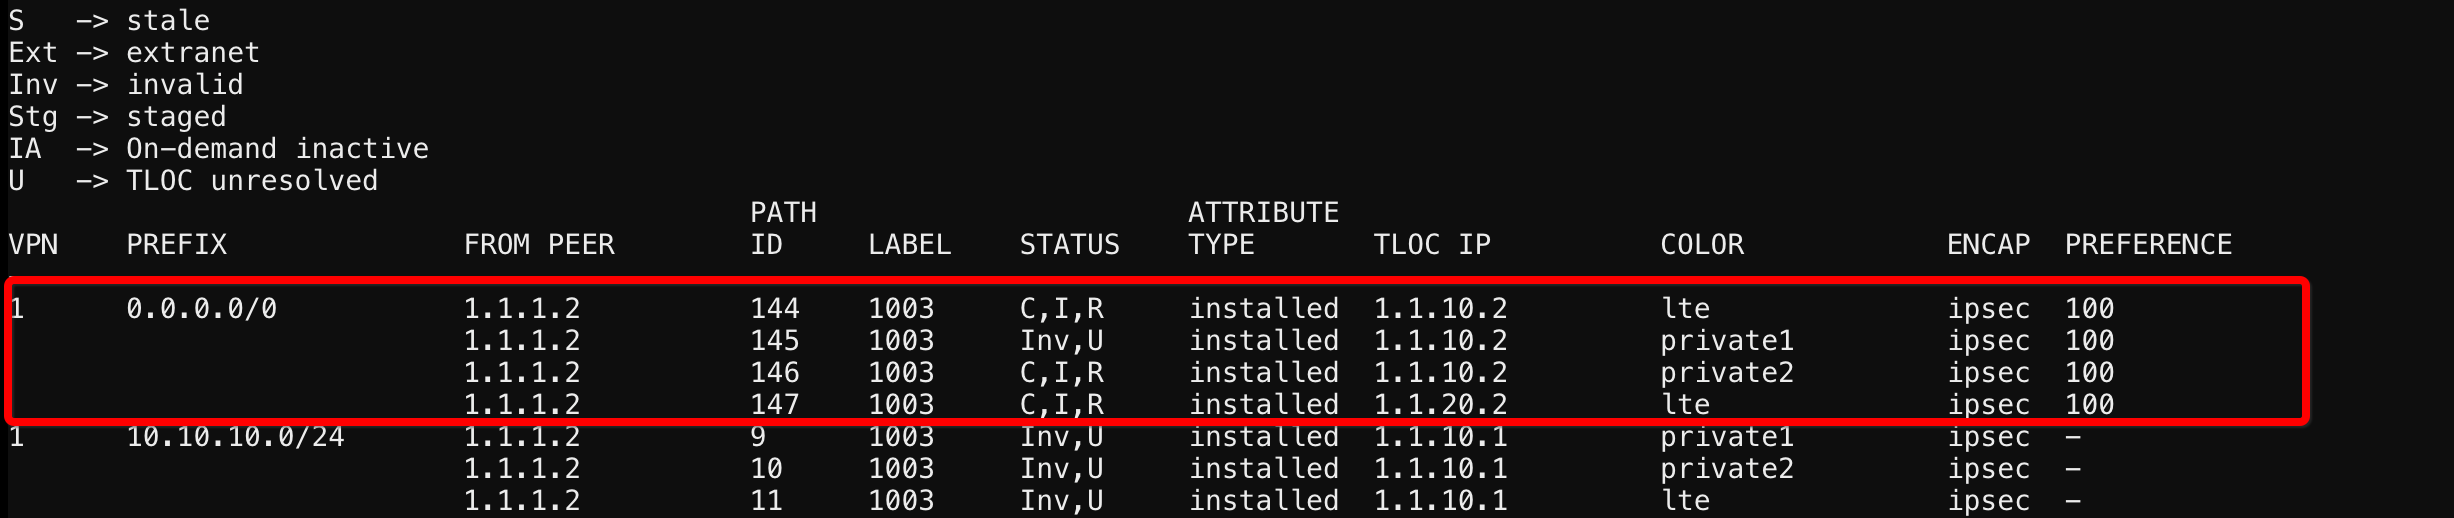 S   -> stale
Ext -> extranet
Inv -> invalid
Stg -> staged
IA  -> On-demand inactive
U   -> TLOC unresolved
PATH ATTRIBUTE
VPN PREFIX FROM PEER ID LABEL STATUS TYPE TLOC IP COLOR ENCAP PREFERENCE
1 0.0.0.0/0 1.1.1.2 144 1003 C,I,R installed 1.1.10.2 lte ipsec 100
1.1.1.2 145 1003 Inv,U installed 1.1.10.2 private1 ipsec 100
1.1.1.2 146 1003 C,I,R installed 1.1.10.2 private2 ipsec 100
1.1.1.2 147 1003 C,I,R installed 1.1.20.2 lte ipsec 100
1 10.10.10.0/24 1.1.1.2 9 1003 Inv,U installed 1.1.10.1 private1 ipsec -
1.1.1.2 10 1003 Inv,U installed 1.1.10.1 private2 ipsec -
1.1.1.2 11 1003 Inv,U installed 1.1.10.1 lte ipsec -